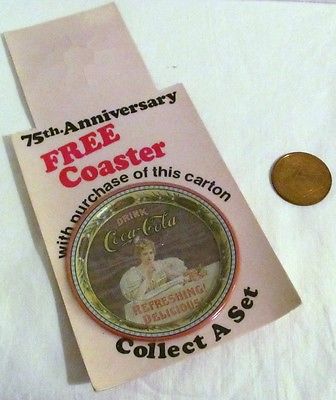 75th Anniversary
FREE
Coaster
with purchase of this carton
DRINK
Coca-Cola
REFRESHING!
DELICIOUS.
Collect A Set